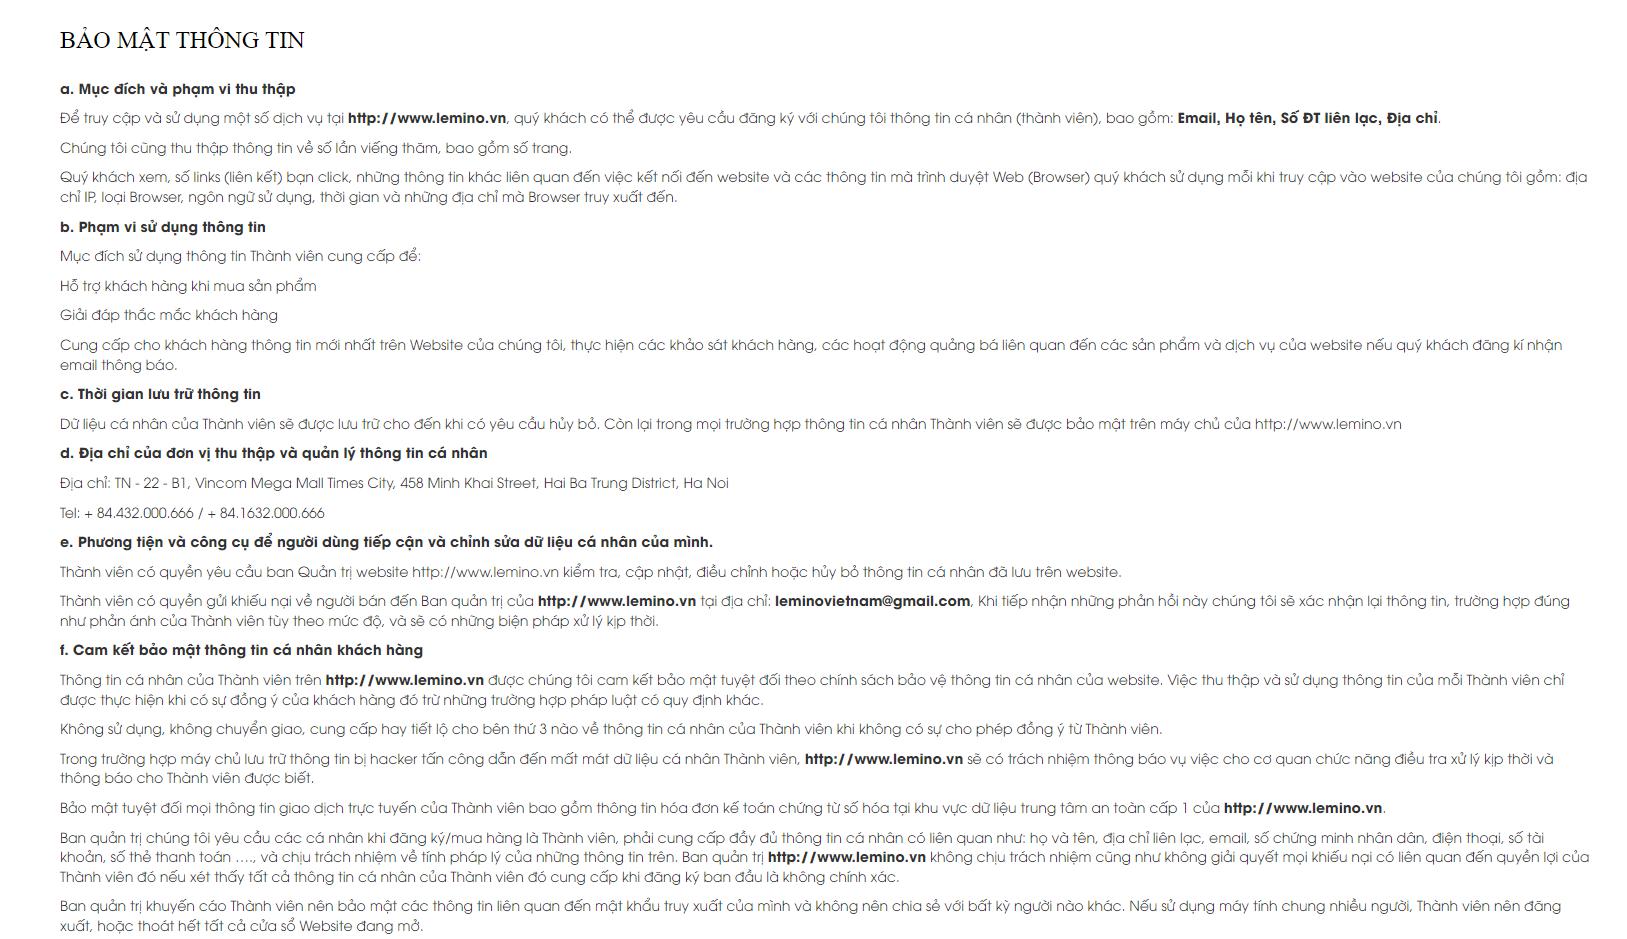 BẢO MẬT THÔNG TIN
a. Mục đích và phạm vi thu thập
Để truy cập và sử dụng một số dịch vụ tại http://www.lemino.vn, quý khách có thể được yêu cầu đăng ký với chúng tôi thông tin cá nhân (thành viên), bao gồm: Email, Họ tên, Số ĐT liên lạc, Địa chỉ.
Chúng tôi cũng thu thập thông tin về số lần viếng thăm, bao gồm số trang.
Quý khách xem, số links (liên kết) bạn click, những thông tin khác liên quan đến việc kết nối đến website và các thông tin mà trình duyệt Web (Browser) quý khách sử dụng mỗi khi truy cập vào website của chúng tôi gồm: địa
chỉ IP, loại Browser, ngôn ngữ sử dụng, thời gian và những địa chỉ mà Browser truy xuất đến.
b. Phạm vi sử dụng thông tin
Mục đích sử dụng thông tin Thành viên cung cấp để:
Hỗ trợ khách hàng khi mua sản phẩm
Giải đáp thắc mắc khách hàng
Cung cấp cho khách hàng thông tin mới nhất trên Website của chúng tôi, thực hiện các khảo sát khách hàng, các hoạt động quảng bá liên quan đến các sản phẩm và dịch vụ của website nếu quý khách đăng kí nhận
email thông báo.
c. Thời gian lưu trữ thông tin
Dữ liệu cá nhân của Thành viên sẽ được lưu trữ cho đến khi có yêu cầu hủy bỏ. Còn lại trong mọi trường hợp thông tin cá nhân Thành viên sẽ được bảo mật trên máy chủ của http://www.lemino.vn
d. Địa chỉ của đơn vị thu thập và quản lý thông tin cá nhân
Địa chỉ: TN - 22 - B1, Vincom Mega Mall Times City, 458 Minh Khai Street, Hai Ba Trung District, Ha Noi
Tel: + 84.432.000.666 / + 84.1632.000.666
e. Phương tiện và công cụ để người dùng tiếp cận và chỉnh sửa dữ liệu cá nhân của mình.
Thành viên có quyền yêu cầu ban Quản trị website http://www.lemino.vn kiểm tra, cập nhật, điều chỉnh hoặc hủy bỏ thông tin cá nhân đã lưu trên website.
Thành viên có quyền gửi khiếu nại về người bán đến Ban quản trị của http://www.lemino.vn tại địa chỉ: leminovietnam@gmail.com, Khi tiếp nhận những phản hồi này chúng tôi sẽ xác nhận lại thông tin, trường hợp đúng
như phản ánh của Thành viên tùy theo mức độ, và sẽ có những biện pháp xử lý kịp thời.
f. Cam kết bảo mật thông tin cá nhân khách hàng
Thông tin cá nhân của Thành viên trên http://www.lemino.vn được chúng tôi cam kết bảo mật tuyệt đối theo chính sách bảo vệ thông tin cá nhân của website. Việc thu thập và sử dụng thông tin của mỗi Thành viên chỉ
được thực hiện khi có sự đồng ý của khách hàng đó trừ những trường hợp pháp luật có quy định khác.
Không sử dụng, không chuyển giao, cung cấp hay tiết lộ cho bên thứ 3 nào về thông tin cá nhân của Thành viên khi không có sự cho phép đồng ý từ Thành viên.
Trong trường hợp máy chủ lưu trữ thông tin bị hacker tấn công dẫn đến mất mát dữ liệu cá nhân Thành viên, http://www.lemino.vn sẽ có trách nhiệm thông báo vụ việc cho cơ quan chức năng điều tra xử lý kịp thời và
thông báo cho Thành viên được biết.
Bảo mật tuyệt đối mọi thông tin giao dịch trực tuyến của Thành viên bao gồm thông tin hóa đơn kế toán chứng từ số hóa tại khu vực dữ liệu trung tâm an toàn cấp 1 của http://www.lemino.vn.
Ban quản trị chúng tôi yêu cầu các cá nhân khi đăng ký/mua hàng là Thành viên, phải cung cấp đầy đủ thông tin cá nhân có liên quan như: họ và tên, địa chỉ liên lạc, email, số chứng minh nhân dân, điện thoại, số tài
khoản, số thẻ thanh toán …., và chịu trách nhiệm về tính pháp lý của những thông tin trên. Ban quản trị http://www.lemino.vn không chịu trách nhiệm cũng như không giải quyết mọi khiếu nại có liên quan đến quyền lợi của
Thành viên đó nếu xét thấy tất cả thông tin cá nhân của Thành viên đó cung cấp khi đăng ký ban đầu là không chính xác.
Ban quản trị khuyến cáo Thành viên nên bảo mật các thông tin liên quan đến mật khẩu truy xuất của mình và không nên chia sẻ với bất kỳ người nào khác. Nếu sử dụng máy tính chung nhiều người, Thành viên nên đăng
xuất, hoặc thoát hết tất cả cửa sổ Website đang mở.